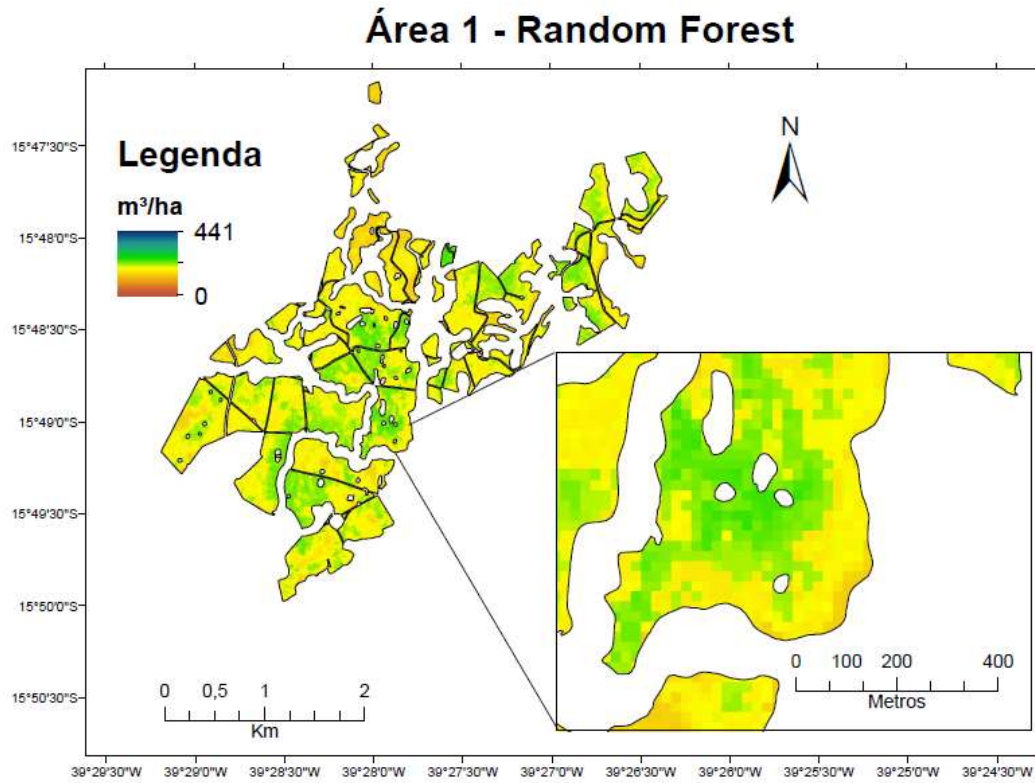 Área 1 - Random Forest
N
Legenda
m³/ha
441
0
15°47'30"S
15°48'0"S
15°48'30"S
15°49'0"S
15°49'30"S
15°50'0"S
15°50'30"S
0 0,5 1 2
Km
0 100 200 400
Metros
39°29'30"W 39°29'0"W 39°28'30"W 39°28'0"W 39°27'30"W 39°27'0"W 39°26'30"W 39°26'0"W 39°25'30"W 39°25'0"W 39°24'30"W